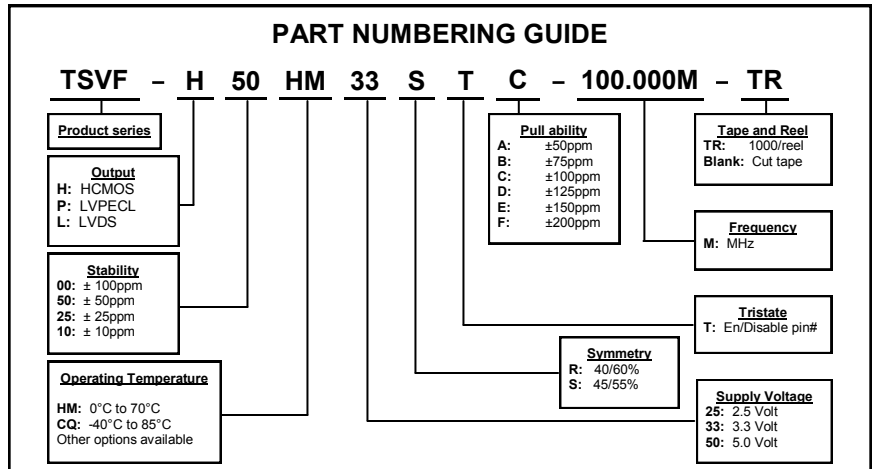 PART NUMBERING GUIDE
TSVF – H 50 HM 33 S T C – 100.000M – TR
Product series
Output
H: HCMOS
P: LVPECL
L: LVDS
Stability
00: ± 100ppm
50: ± 50ppm
25: ± 25ppm
10: ± 10ppm
Operating Temperature
HM: 0°C to 70°C
CQ: -40°C to 85°C
Other options available
Pull ability
A: ±50ppm
B: ±75ppm
C: ±100ppm
D: ±125ppm
E: ±150ppm
F: ±200ppm
Symmetry
R: 40/60%
S: 45/55%
Tape and Reel
TR: 1000/reel
Blank: Cut tape
Frequency
M: MHz
Tristate
T: En/Disable pin#
Supply Voltage
25: 2.5 Volt
33: 3.3 Volt
50: 5.0 Volt